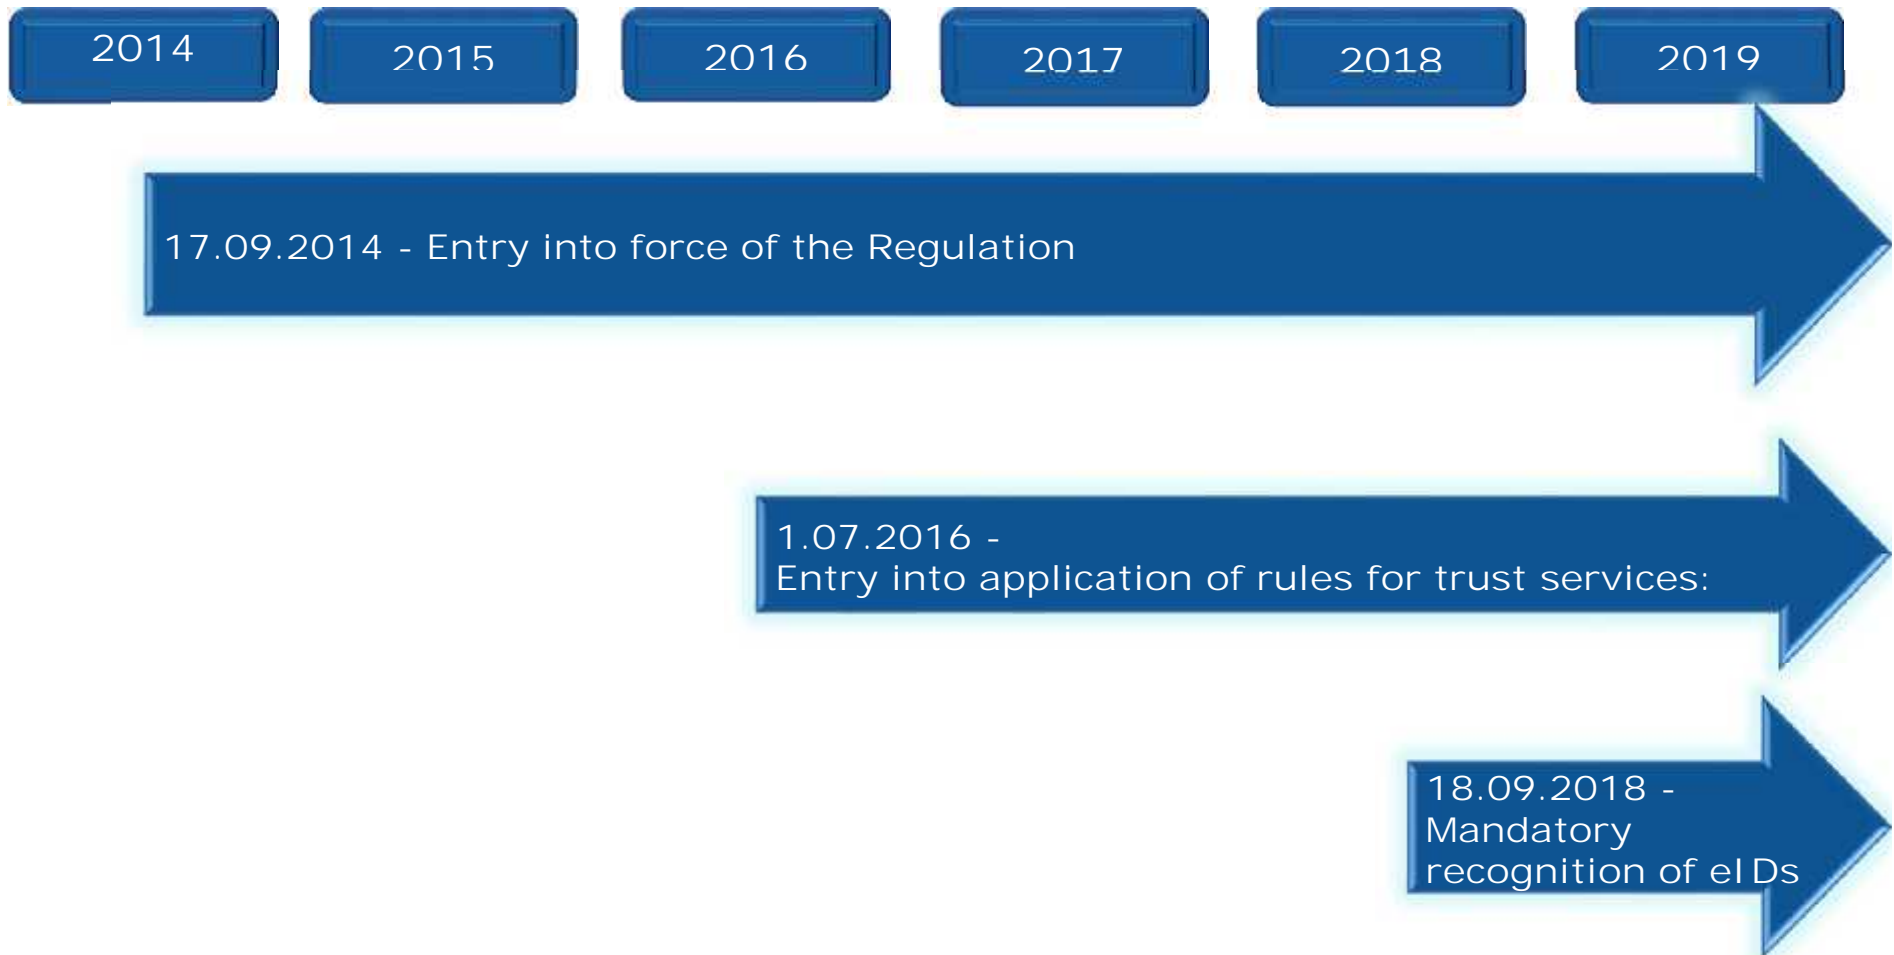 2014
2015
2016
2017
2018
2019
17.09.2014 - Entry into force of the Regulation
1.07.2016 -
Entry into application of rules for trust services:
18.09.2018 -
Mandatory
recognition of eIDs